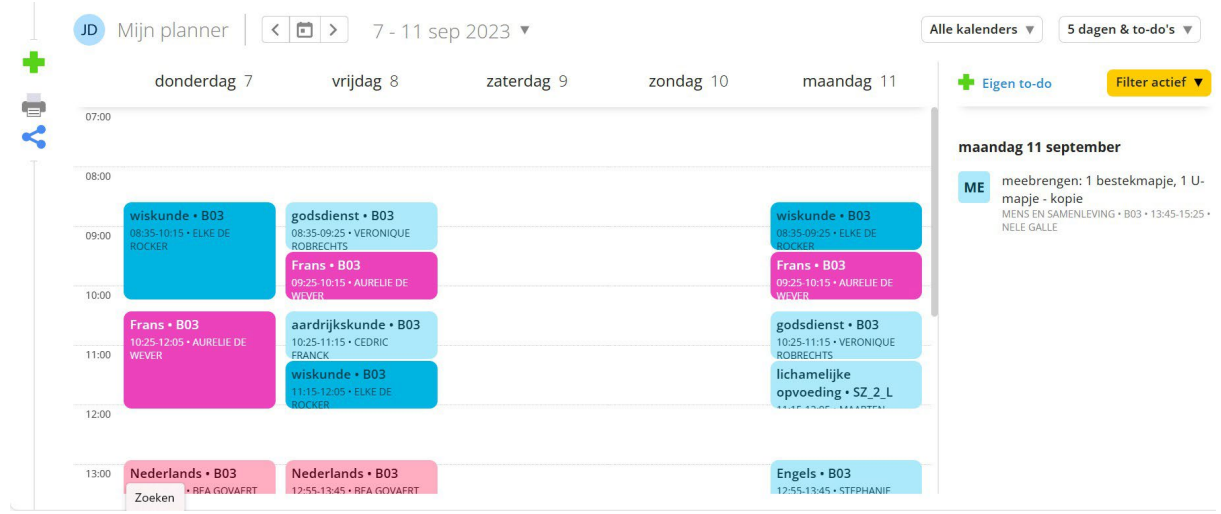 JD Mijn planner 7 - 11 sep 2023 Alle kalenders 5 dagen & to-do's
donderdag 7 vrijdag 8 zaterdag 9 zondag 10 maandag 11
Eigen to-do Filter actief
07:00
08:00
09:00
10:00
11:00
12:00
13:00
wiskunde • B03
08:35-10:15 • ELKE DE
ROCKER
Frans • B03
10:25-12:05 • AURELIE DE
WEVER
Nederlands • B03
• BEA GOVAERT
Zoeken
godsdienst • B03
08:35-09:25 • VERONIQUE
ROBRECHTS
Frans • B03
09:25-10:15 • AURELIE DE
WEVER
aardrijkskunde • B03
10:25-11:15 • CEDRIC
FRANCK
wiskunde • B03
11:15-12:05 • ELKE DE
ROCKER
Nederlands • B03
12:55-13:45 • BEA GOVAERT
wiskunde • B03
08:35-09:25 • ELKE DE
ROCKER
Frans • B03
09:25-10:15 • AURELIE DE
WEVER
godsdienst • B03
10:25-11:15 • VERONIQUE
ROBRECHTS
lichamelijke
opvoeding • SZ_2_L
11:15-12:05 • MAARTEN
Engels • B03
12:55-13:45 • STEPHANIE
maandag 11 september
ME
meebrengen: 1 bestekmapje, 1 U-
mapje - kopie
MENS EN SAMENLEVING • B03 • 13:45-15:25 •
NELE GALLE